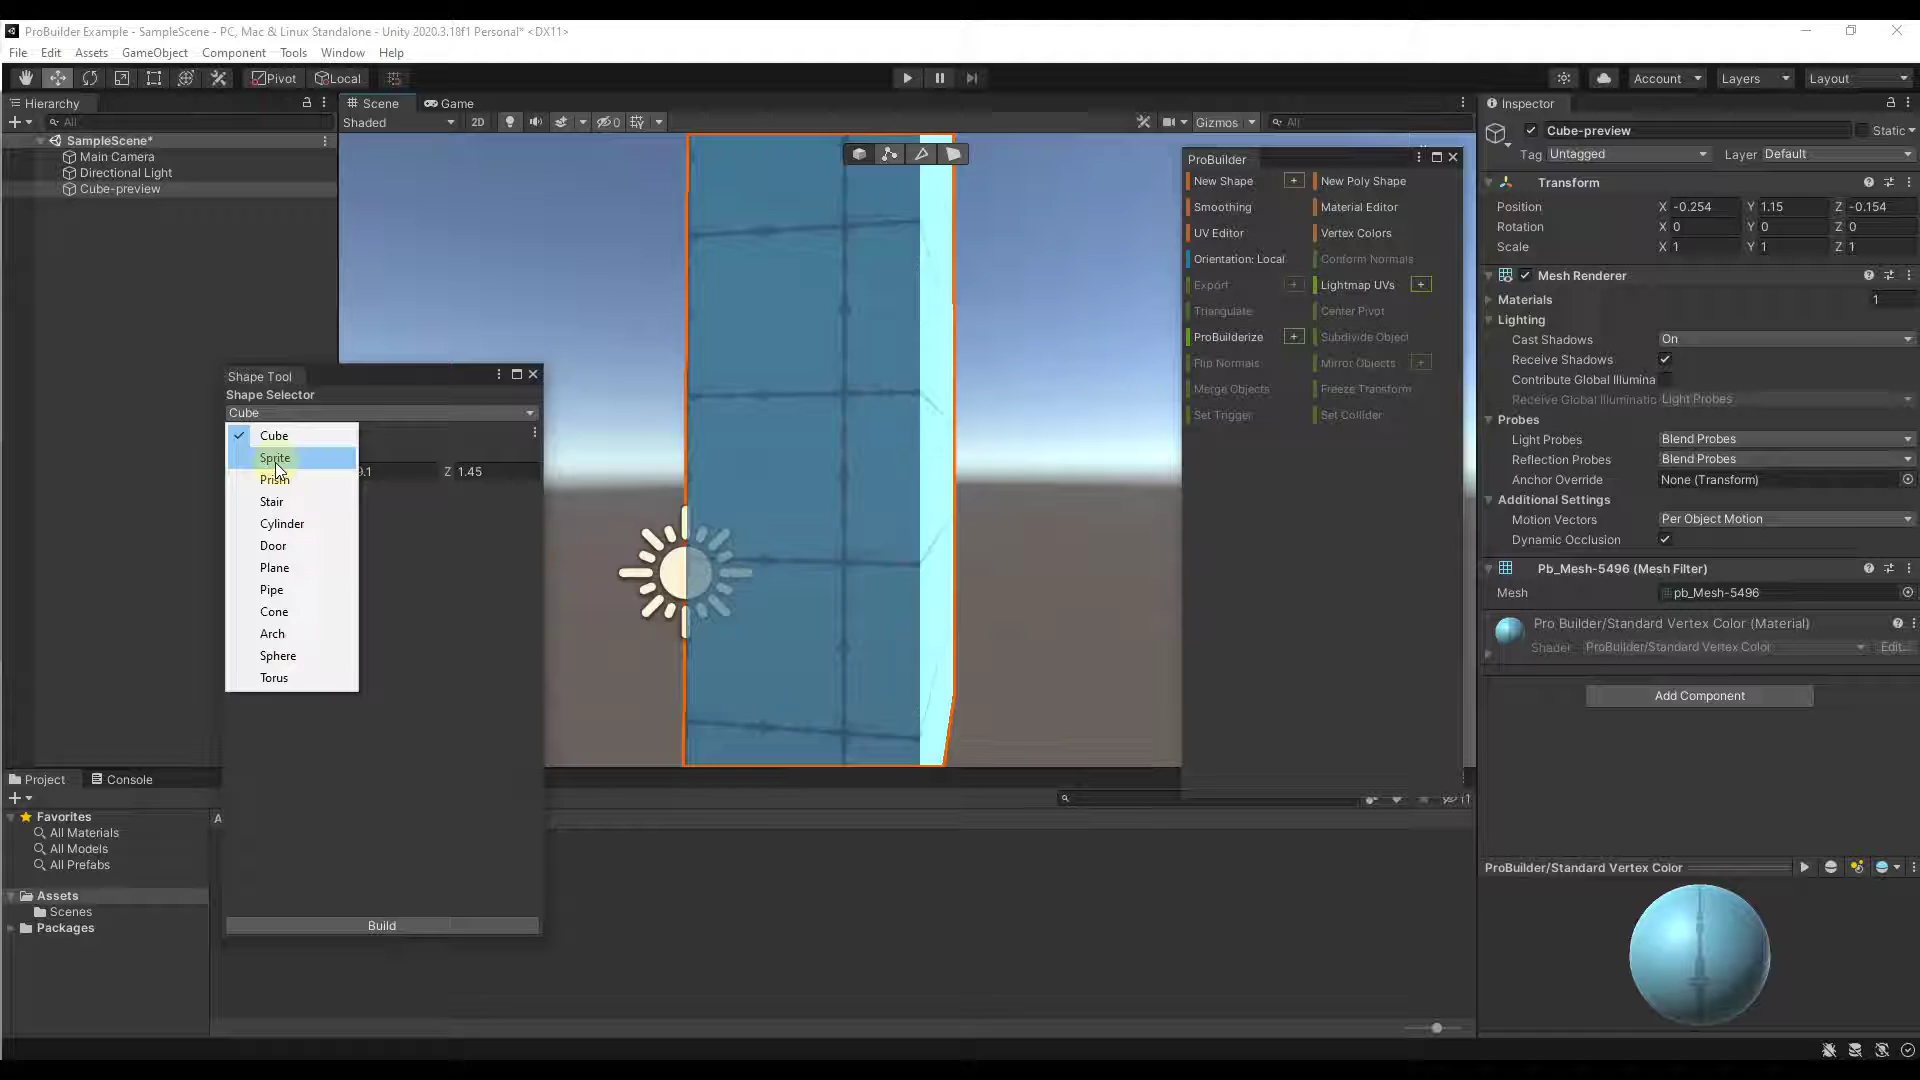 ProBuilder Example - SampleScene - PC, Mac & Linux Standalone - Unity 2020.3.18f1 Personal* <DX11>
File Edit Assets GameObject Component Tools Window Help
Pivot Local Account Layers Layout
Hierarchy
All
SampleScene*
Main Camera
Directional Light
Cube-preview
Scene Game
Shaded 2D 0 Gizmos All
ProBuilder
New Shape + New Poly Shape
Smoothing Material Editor
UV Editor Vertex Colors
Orientation: Local Conform Normals
Export + Lightmap UVs +
Triangulate Center Pivot
ProBuilderize + Subdivide Object
Flip Normals Mirror Objects +
Merge Objects Freeze Transform
Set Trigger Set Collider
Shape Tool
Shape Selector
Cube
9.1 Z 1.45
Cube
Sprite
Prism
Stair
Cylinder
Door
Plane
Pipe
Cone
Arch
Sphere
Torus
Build
Inspector
Cube-preview Static
Tag Untagged Layer Default
Transform
Position X -0.254 Y 1.15 Z -0.154
Rotation X 0 Y 0 Z 0
Scale X 1 Y 1 Z 1
Mesh Renderer
Materials 1
Lighting
Cast Shadows On
Receive Shadows
Contribute Global Illumina
Receive Global Illuminatic Light Probes
Probes
Light Probes Blend Probes
Reflection Probes Blend Probes
Anchor Override None (Transform)
Additional Settings
Motion Vectors Per Object Motion
Dynamic Occlusion
Pb_Mesh-5496 (Mesh Filter)
Mesh pb_Mesh-5496
Pro Builder/Standard Vertex Color (Material)
Shader ProBuilder/Standard Vertex Color Edit...
Add Component
ProBuilder/Standard Vertex Color
Project Console
Favorites
All Materials
All Models
All Prefabs
Assets
Scenes
Packages
A